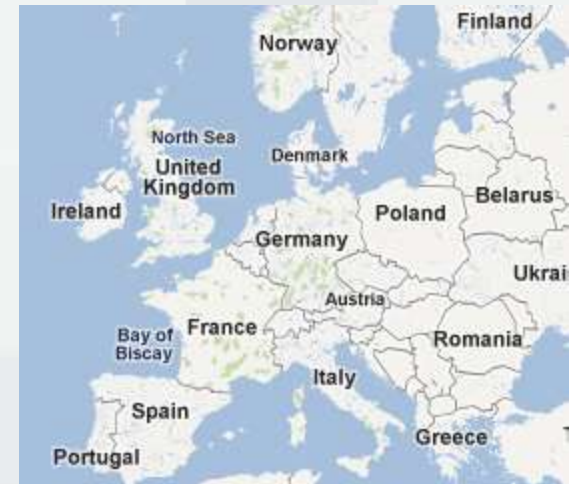 Finland
Norway
North Sea
Denmark
United
Kingdom
Belarus
Ireland
Poland
Germany
Ukrai
Austria
France
Bay of
Biscay
Romania
Italy
Spain
Greece
Portugal